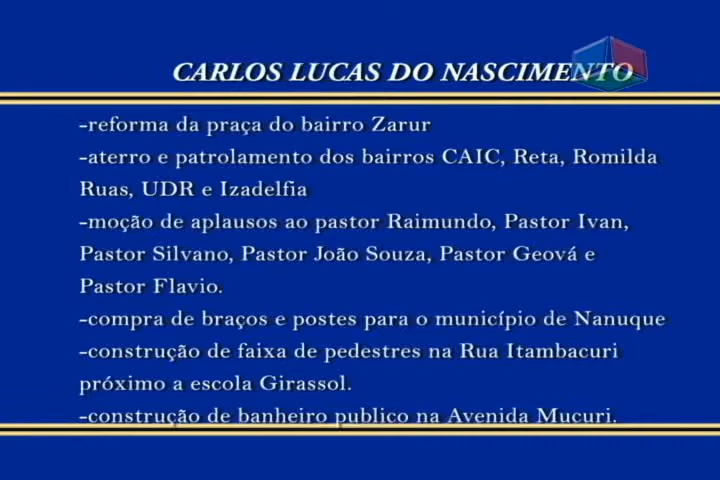 CARLOS LUCAS DO NASCIMENTO
-reforma da praça do bairro Zarur
-aterro e patrolamento dos bairros CAIC, Reta, Romilda
Ruas, UDR e Izadelfia
-moção de aplausos ao pastor Raimundo, Pastor Ivan,
Pastor Silvano, Pastor João Souza, Pastor Geová e
Pastor Flavio.
-compra de braços e postes para o município de Nanuque
-construção de faixa de pedestres na Rua Itambacuri
próximo a escola Girassol.
-construção de banheiro publico na Avenida Mucuri.